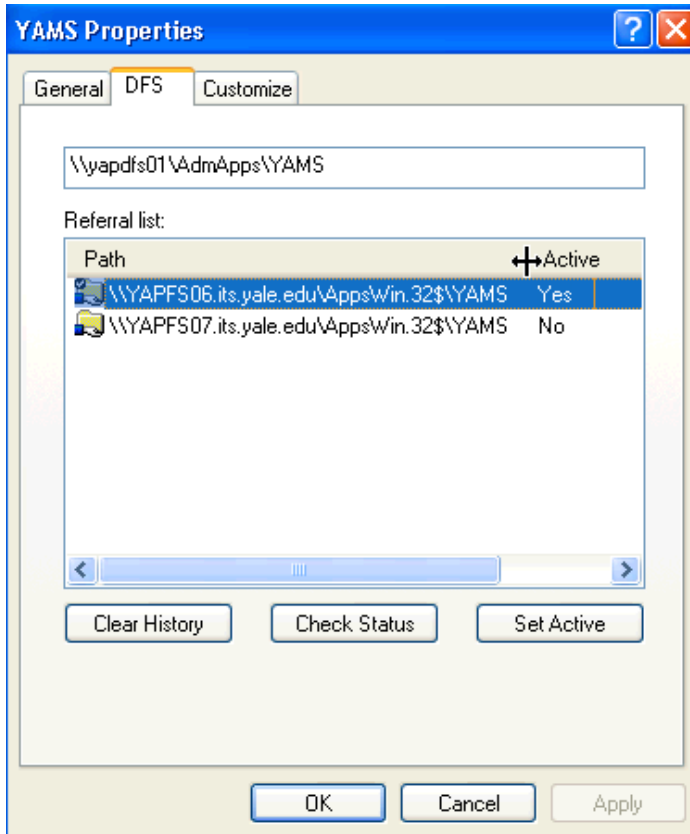 YAMS Properties
General DFS Customize
\\yapdfs01\AdmApps\YAMS
Referral list:
Path Active
\\YAPFS06.its.yale.edu\AppsWin.32$\YAMS Yes
\\YAPFS07.its.yale.edu\AppsWin.32$\YAMS No
Clear History Check Status Set Active
OK Cancel Apply